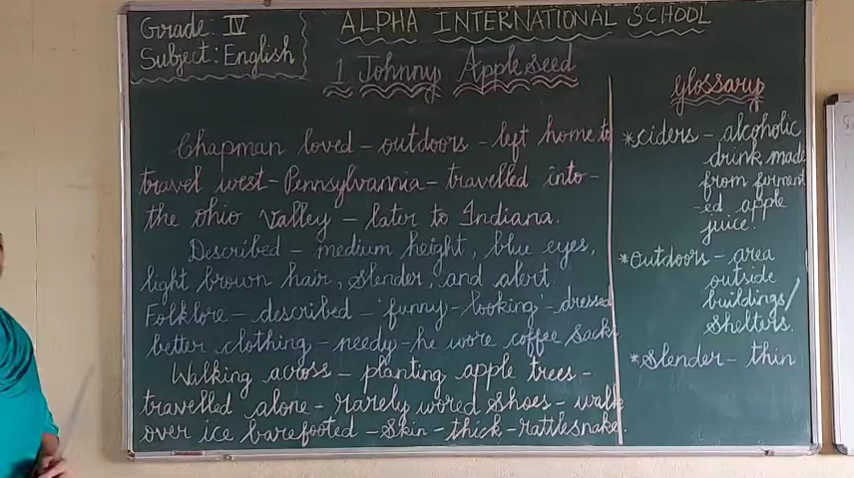 Grade: IV
Subject: English
ALPHA INTERNATIONAL SCHOOL
1 Johnny Appleseed
Chapman loved - outdoors - left home to
travel west - Pennsylvannia - travelled into -
the ohio Valley - later to Indiana.
Described - medium height, blue eyes,
light brown hair, slender, and alert.
Folklore - described - 'funny - looking' - dressed
better clothing - needy - he wore coffee sacks
Walking across - planting apple trees -
travelled alone - rarely wored shoes - walk
over ice barefooted - skin - thick - rattlesnake.
Glossary
*ciders - alcoholic
drink made
from forment
-ed apple
juice.
*outdoors - area
outside
buildings/
shelters.
*slender - thin